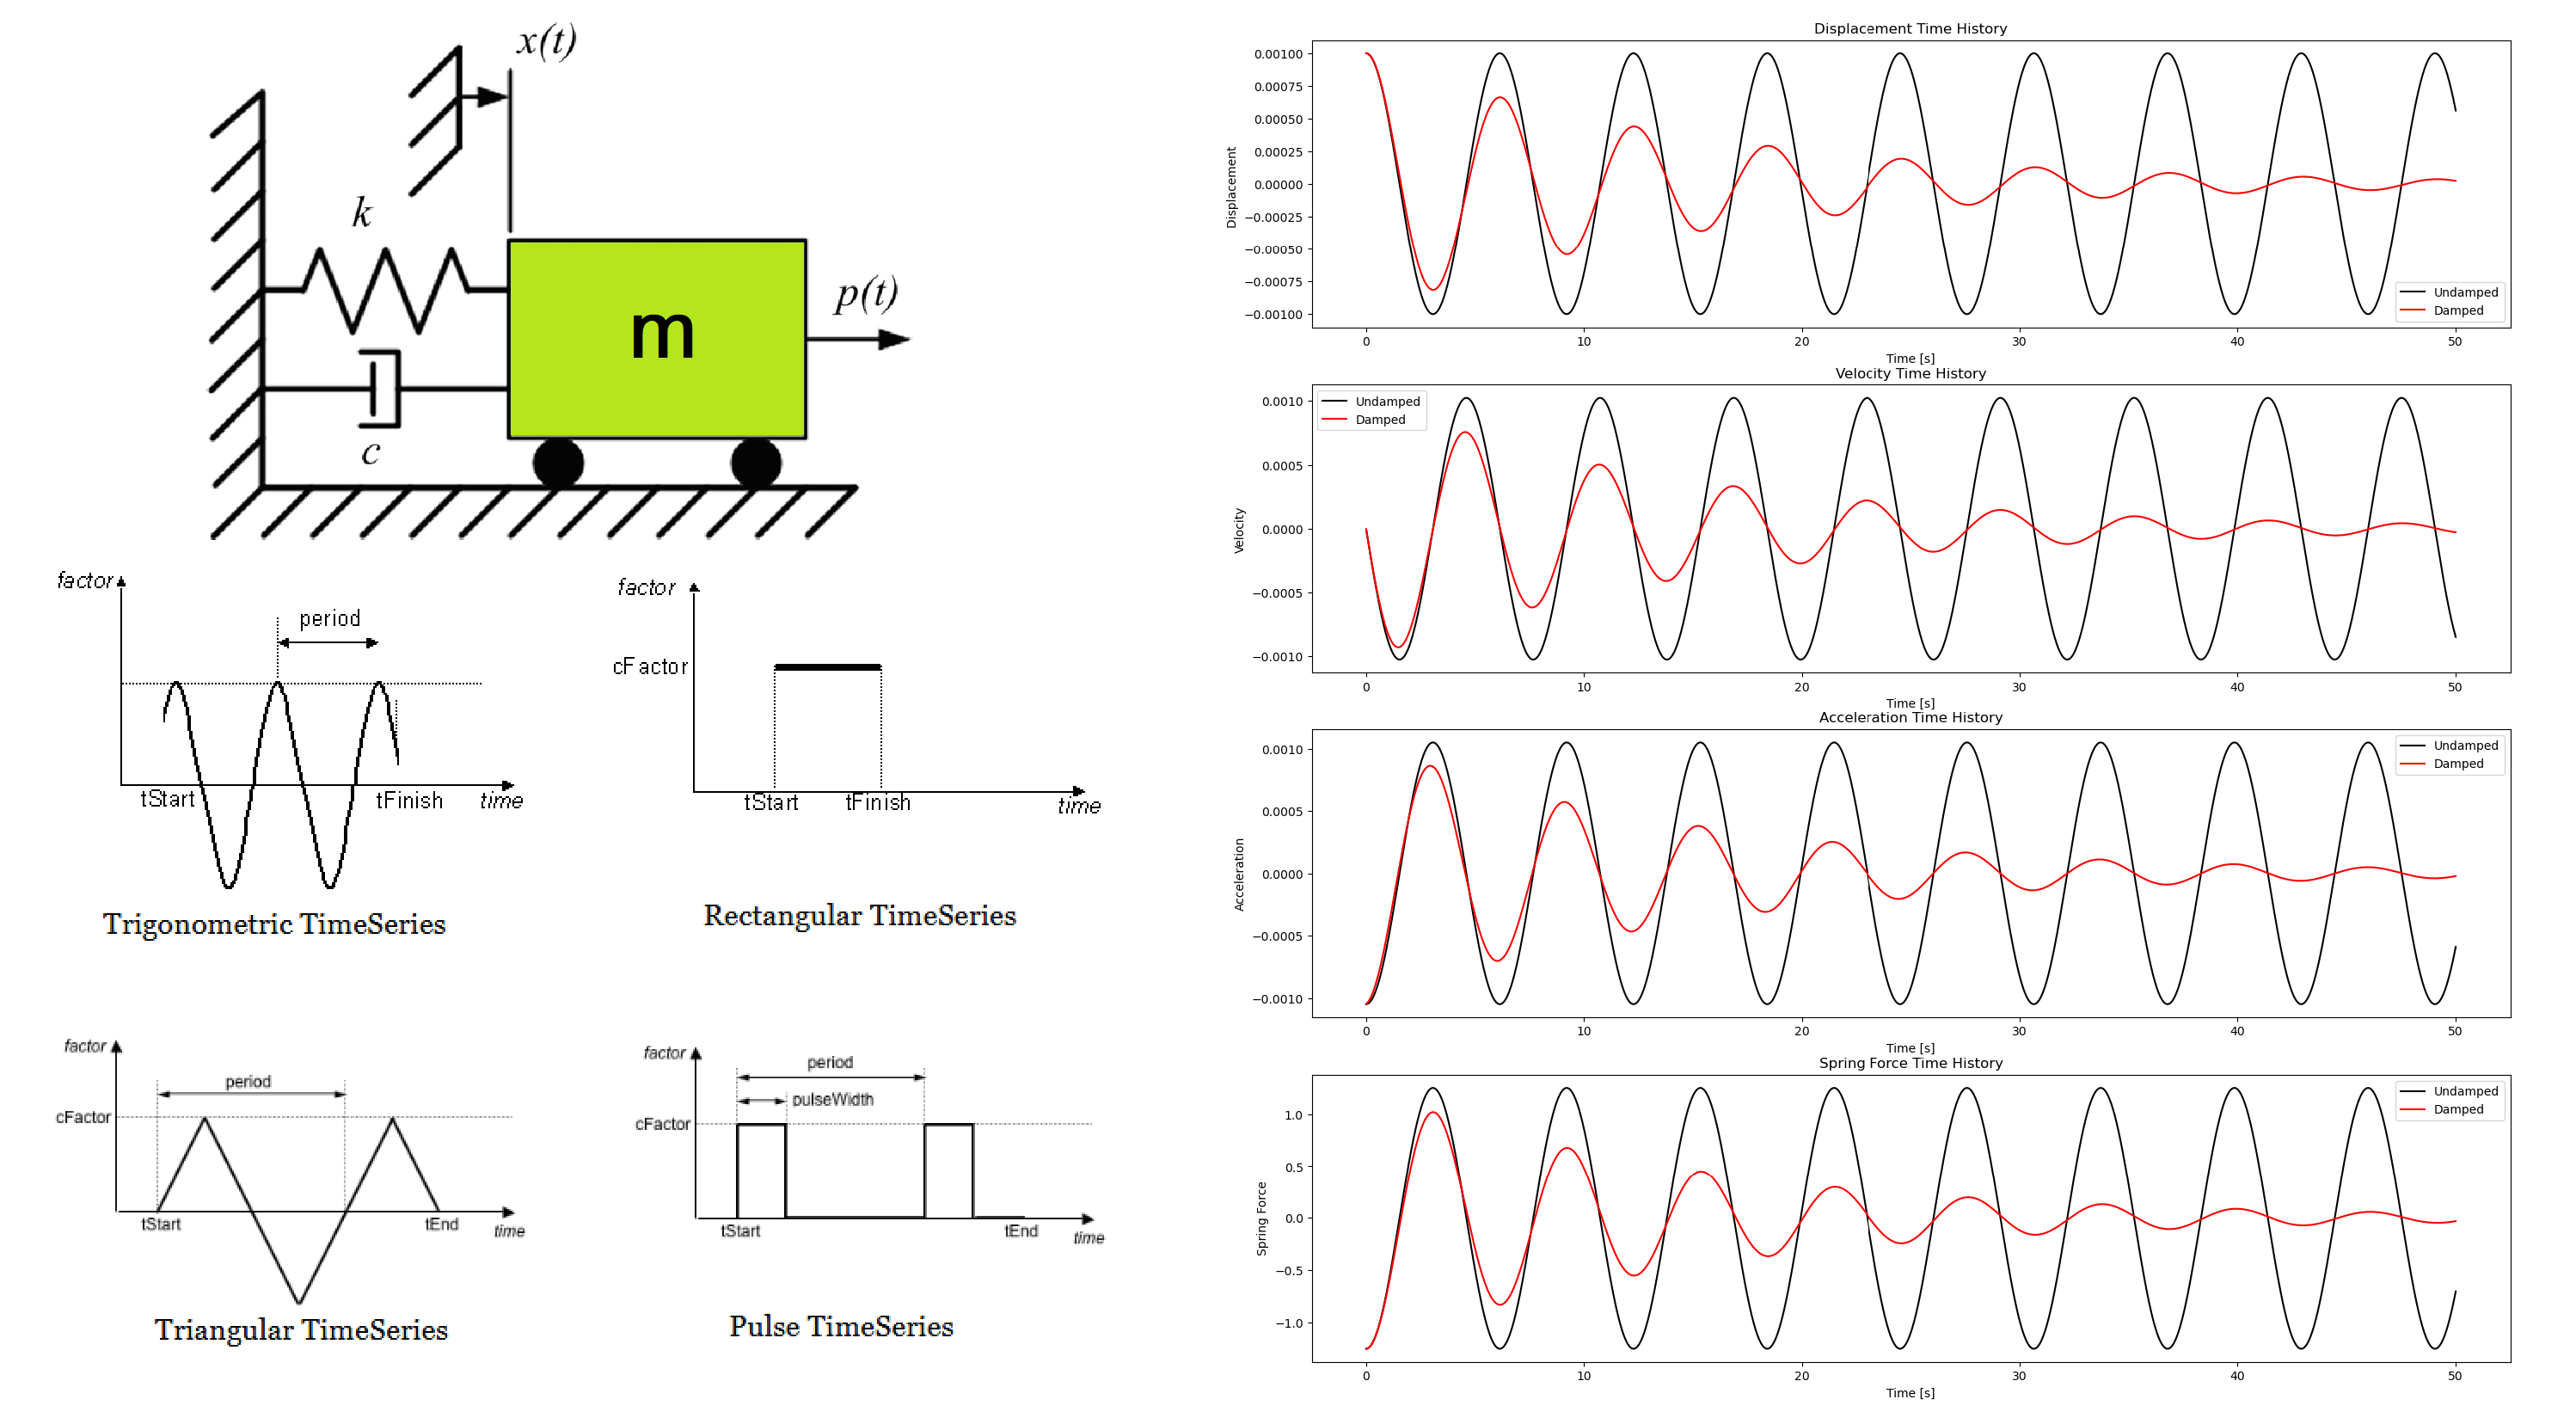 x(t)
k
m
p(t)
c
factor
period
tStart
tFinish
time
Trigonometric TimeSeries
factor
cFactor
tStart
tFinish
time
Rectangular TimeSeries
factor
period
cFactor
tStart
tEnd
time
Triangular TimeSeries
factor
period
pulseWidth
cFactor
tStart
tEnd
time
Pulse TimeSeries
Displacement Time History
Displacement
0.00100
0.00075
0.00050
0.00025
0.00000
−0.00025
−0.00050
−0.00075
−0.00100
Undamped
Damped
0 10 20 30 40 50
Time [s]
Velocity Time History
Velocity
0.0010
0.0005
0.0000
−0.0005
−0.0010
Undamped
Damped
0 10 20 30 40 50
Time [s]
Acceleration Time History
Acceleration
0.0010
0.0005
0.0000
−0.0005
−0.0010
Undamped
Damped
0 10 20 30 40 50
Time [s]
Spring Force Time History
Spring Force
1.0
0.5
0.0
−0.5
−1.0
Undamped
Damped
0 10 20 30 40 50
Time [s]